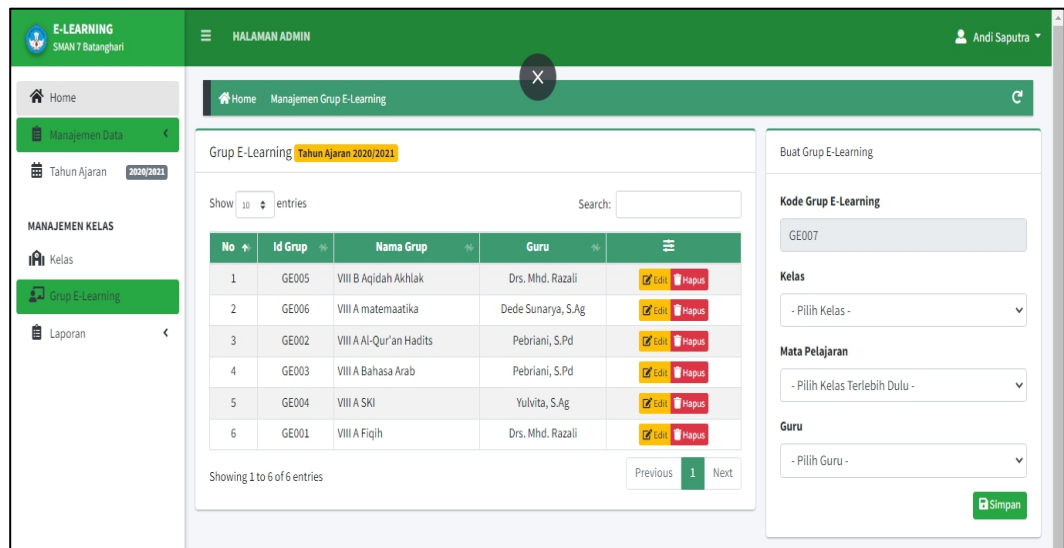 E-LEARNING
SMAN 7 Batanghari
HALAMAN ADMIN
Andi Saputra
Home
Manajemen Data
Tahun Ajaran 2020/2021
MANAJEMEN KELAS
Kelas
Grup E-Learning
Laporan
Home Manajemen Grup E-Learning
X
Grup E-Learning Tahun Ajaran 2020/2021
Show 10 entries Search:
No Id Grup Nama Grup Guru
1 GE005 VIII B Aqidah Akhlak Drs. Mhd. Razali Edit Hapus
2 GE006 VIII A matemaatika Dede Sunarya, S.Ag Edit Hapus
3 GE002 VIII A Al-Qur'an Hadits Pebriani, S.Pd Edit Hapus
4 GE003 VIII A Bahasa Arab Pebriani, S.Pd Edit Hapus
5 GE004 VIII A SKI Yulvita, S.Ag Edit Hapus
6 GE001 VIII A Fiqih Drs. Mhd. Razali Edit Hapus
Showing 1 to 6 of 6 entries
Previous 1 Next
Buat Grup E-Learning
Kode Grup E-Learning
GE007
Kelas
- Pilih Kelas -
Mata Pelajaran
- Pilih Kelas Terlebih Dulu -
Guru
- Pilih Guru -
Simpan